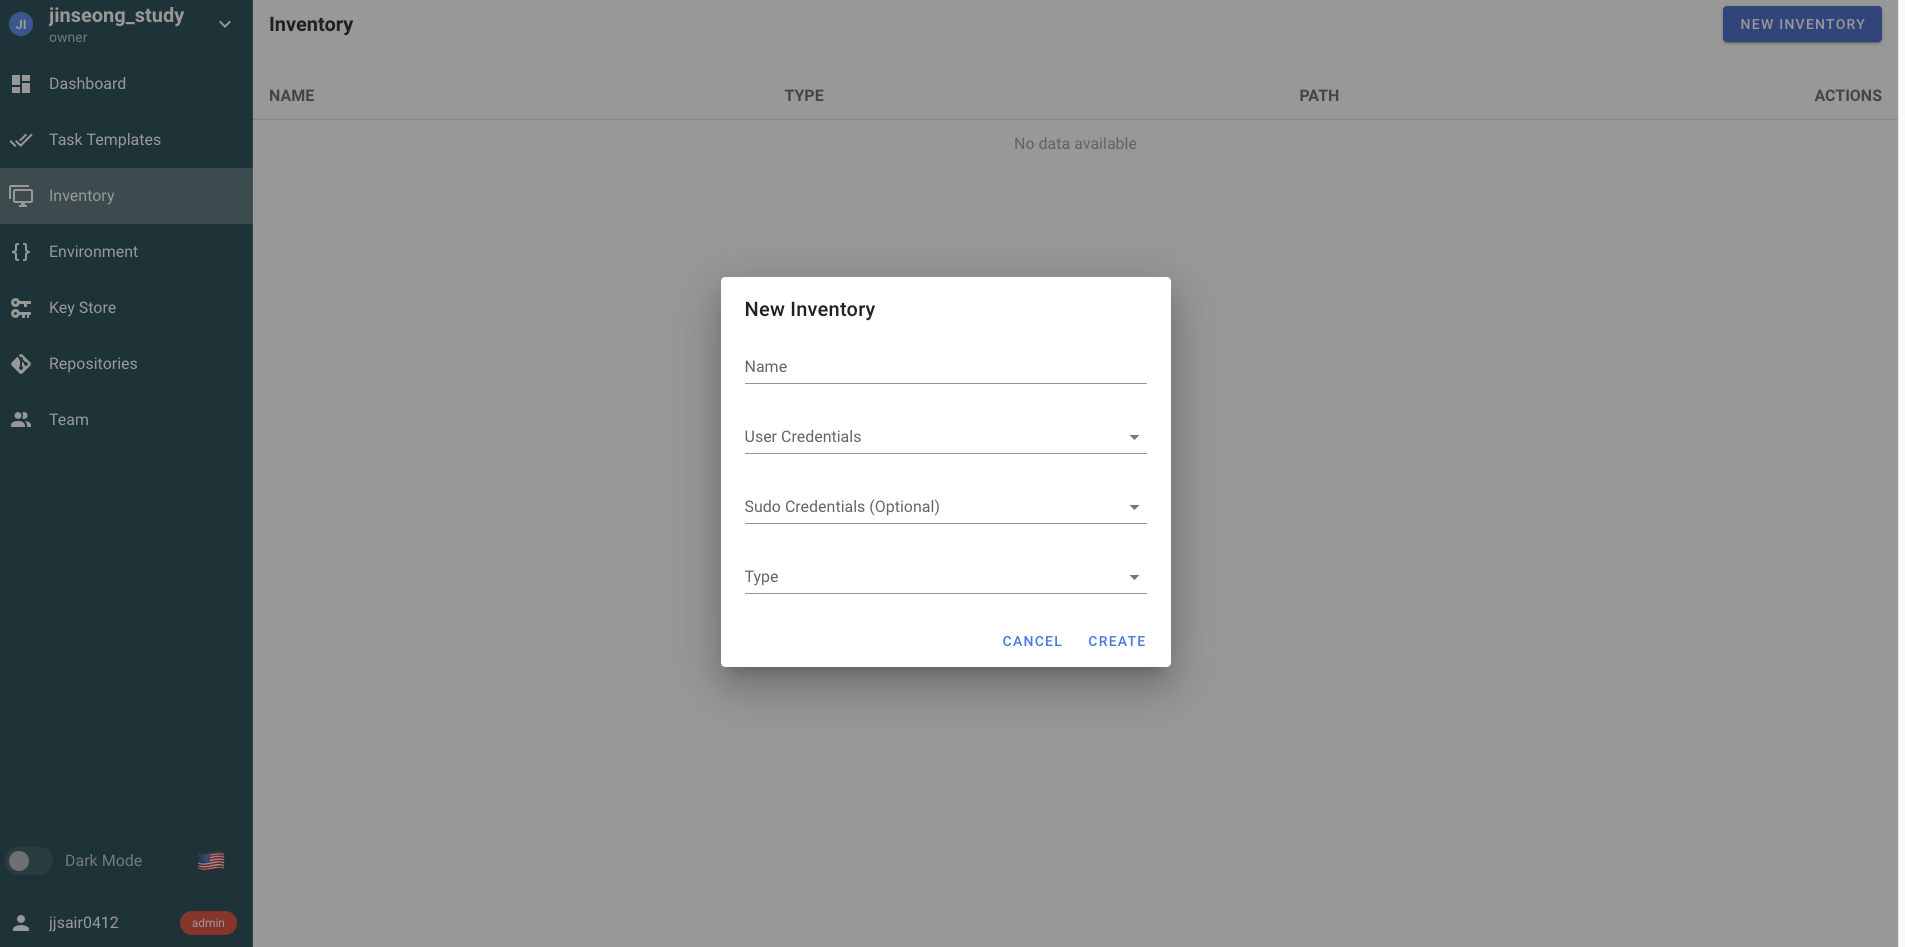 JI
jinseong_study
owner
Dashboard
Task Templates
Inventory
Environment
Key Store
Repositories
Team
Dark Mode
jjsair0412
admin
Inventory
NEW INVENTORY
NAME TYPE PATH ACTIONS
No data available
New Inventory
Name
User Credentials
Sudo Credentials (Optional)
Type
CANCEL CREATE